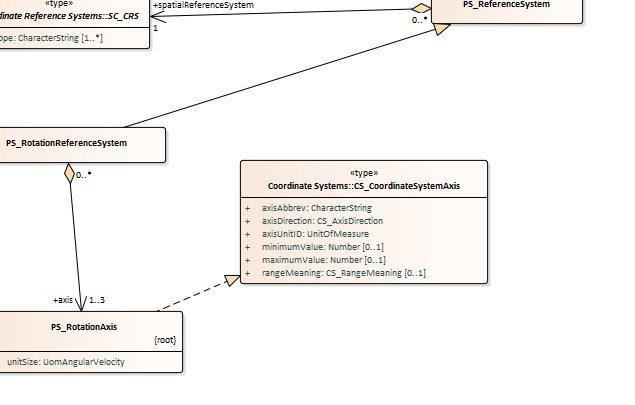 «type»
+spatialReferenceSystem
PS_ReferenceSystem
Reference Systems::SC_CRS
0..*
1
CharacterString [1..*]
PS_RotationReferenceSystem
0..*
«type»
Coordinate Systems::CS_CoordinateSystemAxis
+ axisAbbrev: CharacterString
+ axisDirection: CS_AxisDirection
+ axisUnitID: UnitOfMeasure
+ minimumValue: Number [0..1]
+ maximumValue: Number [0..1]
+ rangeMeaning: CS_RangeMeaning [0..1]
+axis 1..3
PS_RotationAxis
{root}
unitSize: UomAngularVelocity